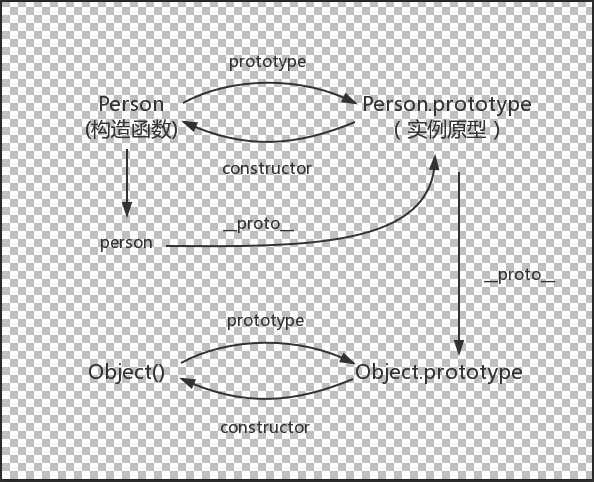 prototype
Person
(构造函数)
Person.prototype
（实例原型）
constructor
__proto__
person
__proto__
prototype
Object()
Object.prototype
constructor